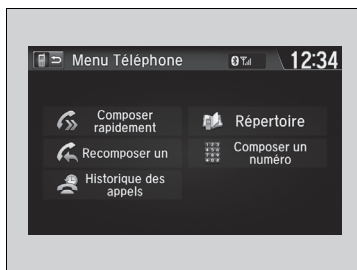 Menu Téléphone
12:34
Composer
rapidement
Répertoire
Recomposer un
Composer un
numéro
Historique des
appels